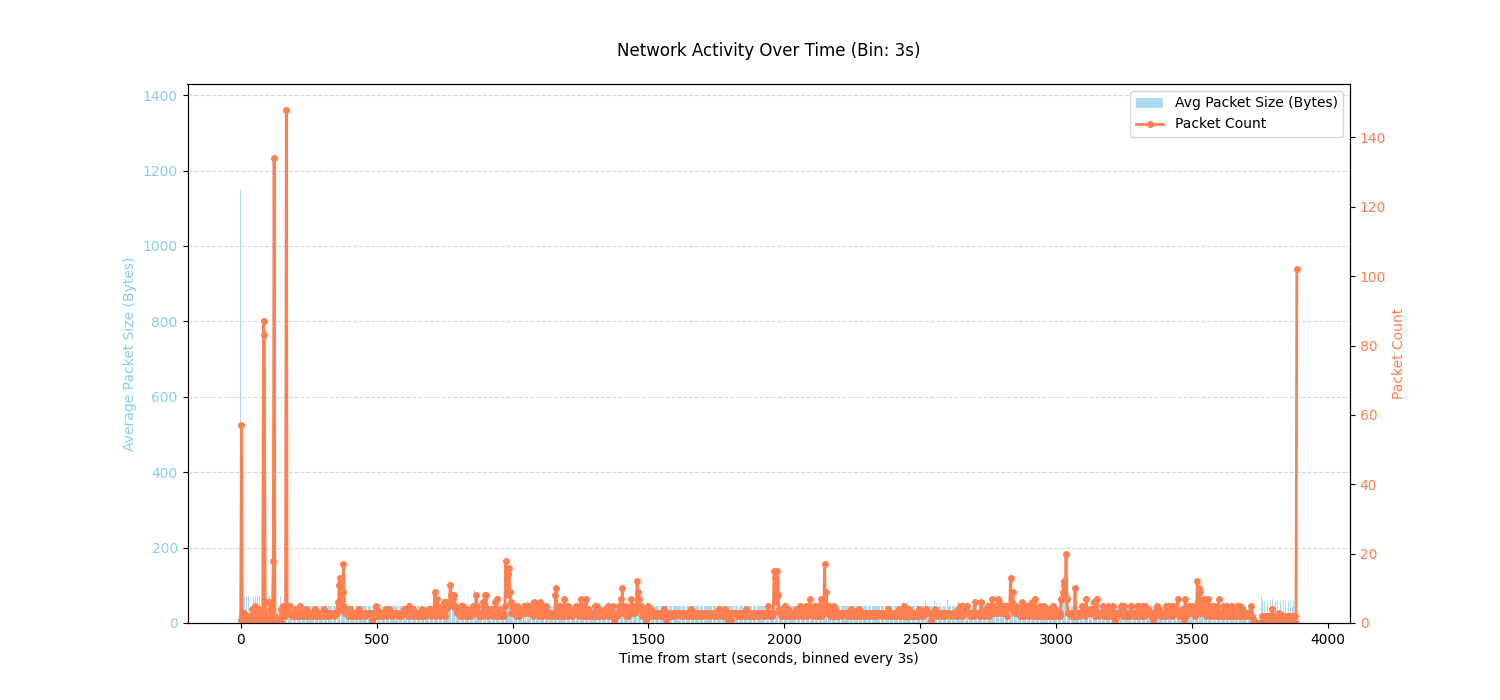 Network Activity Over Time (Bin: 3s)
Avg Packet Size (Bytes)
Packet Count
1400
1200
1000
800
600
400
200
0
Average Packet Size (Bytes)
140
120
100
80
60
40
20
0
Packet Count
0 500 1000 1500 2000 2500 3000 3500 4000
Time from start (seconds, binned every 3s)